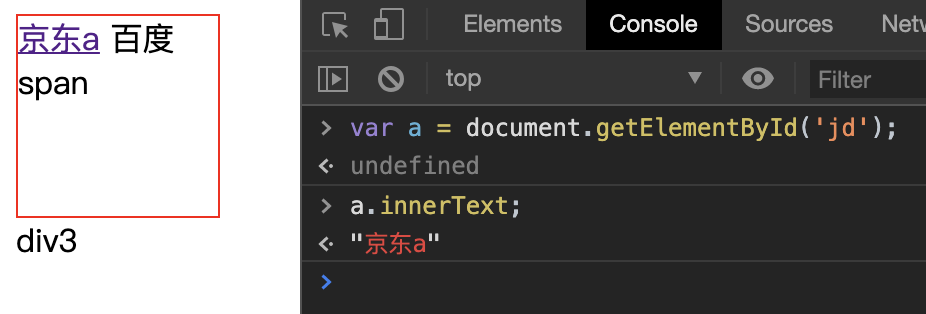 京东a 百度
span
div3
Elements Console Sources Netw
top Filter
> var a = document.getElementById('jd');
<· undefined
> a.innerText;
<· "京东a"
>